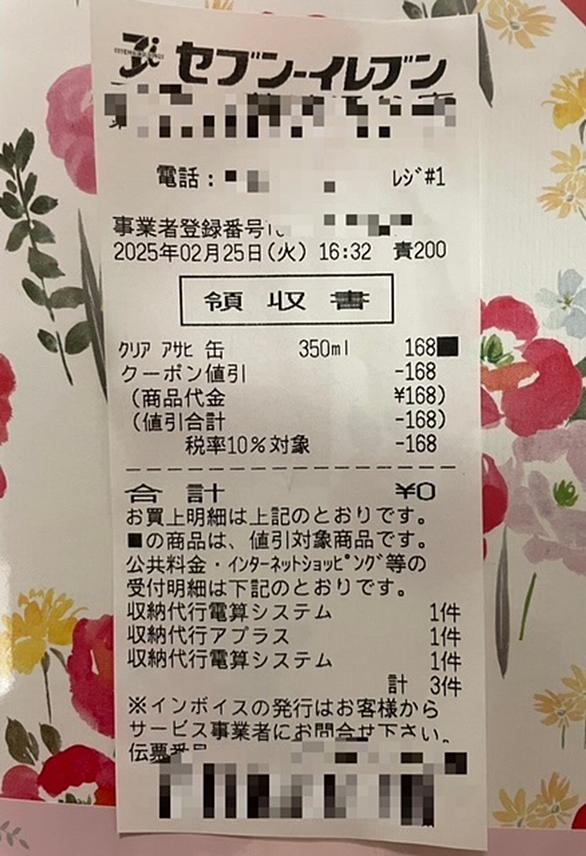 セブン-イレブン
電話:
レジ#1
事業者登録番号
2025年02月25日(火) 16:32 責200
領収書
クリア アサヒ 缶 350ml 168■
クーポン値引 -168
(商品代金 ¥168)
(値引合計 -168)
税率10%対象 -168
合計 ¥0
お買上明細は上記のとおりです。
■の商品は、値引対象商品です。
公共料金・インターネットショッピング等の
受付明細は下記のとおりです。
収納代行電算システム 1件
収納代行アプラス 1件
収納代行電算システム 1件
計 3件
※インボイスの発行はお客様から
サービス事業者にお問合せ下さい。
伝票番号